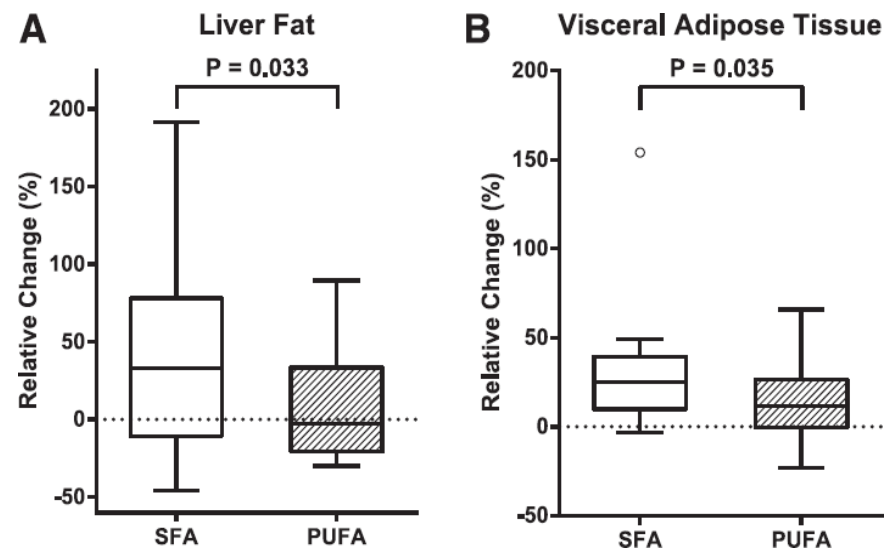 A
Liver Fat
P = 0.033
Relative Change (%)
200
150
100
50
0
-50
SFA
PUFA
B
Visceral Adipose Tissue
P = 0.035
Relative Change (%)
200
150
100
50
0
-50
SFA
PUFA